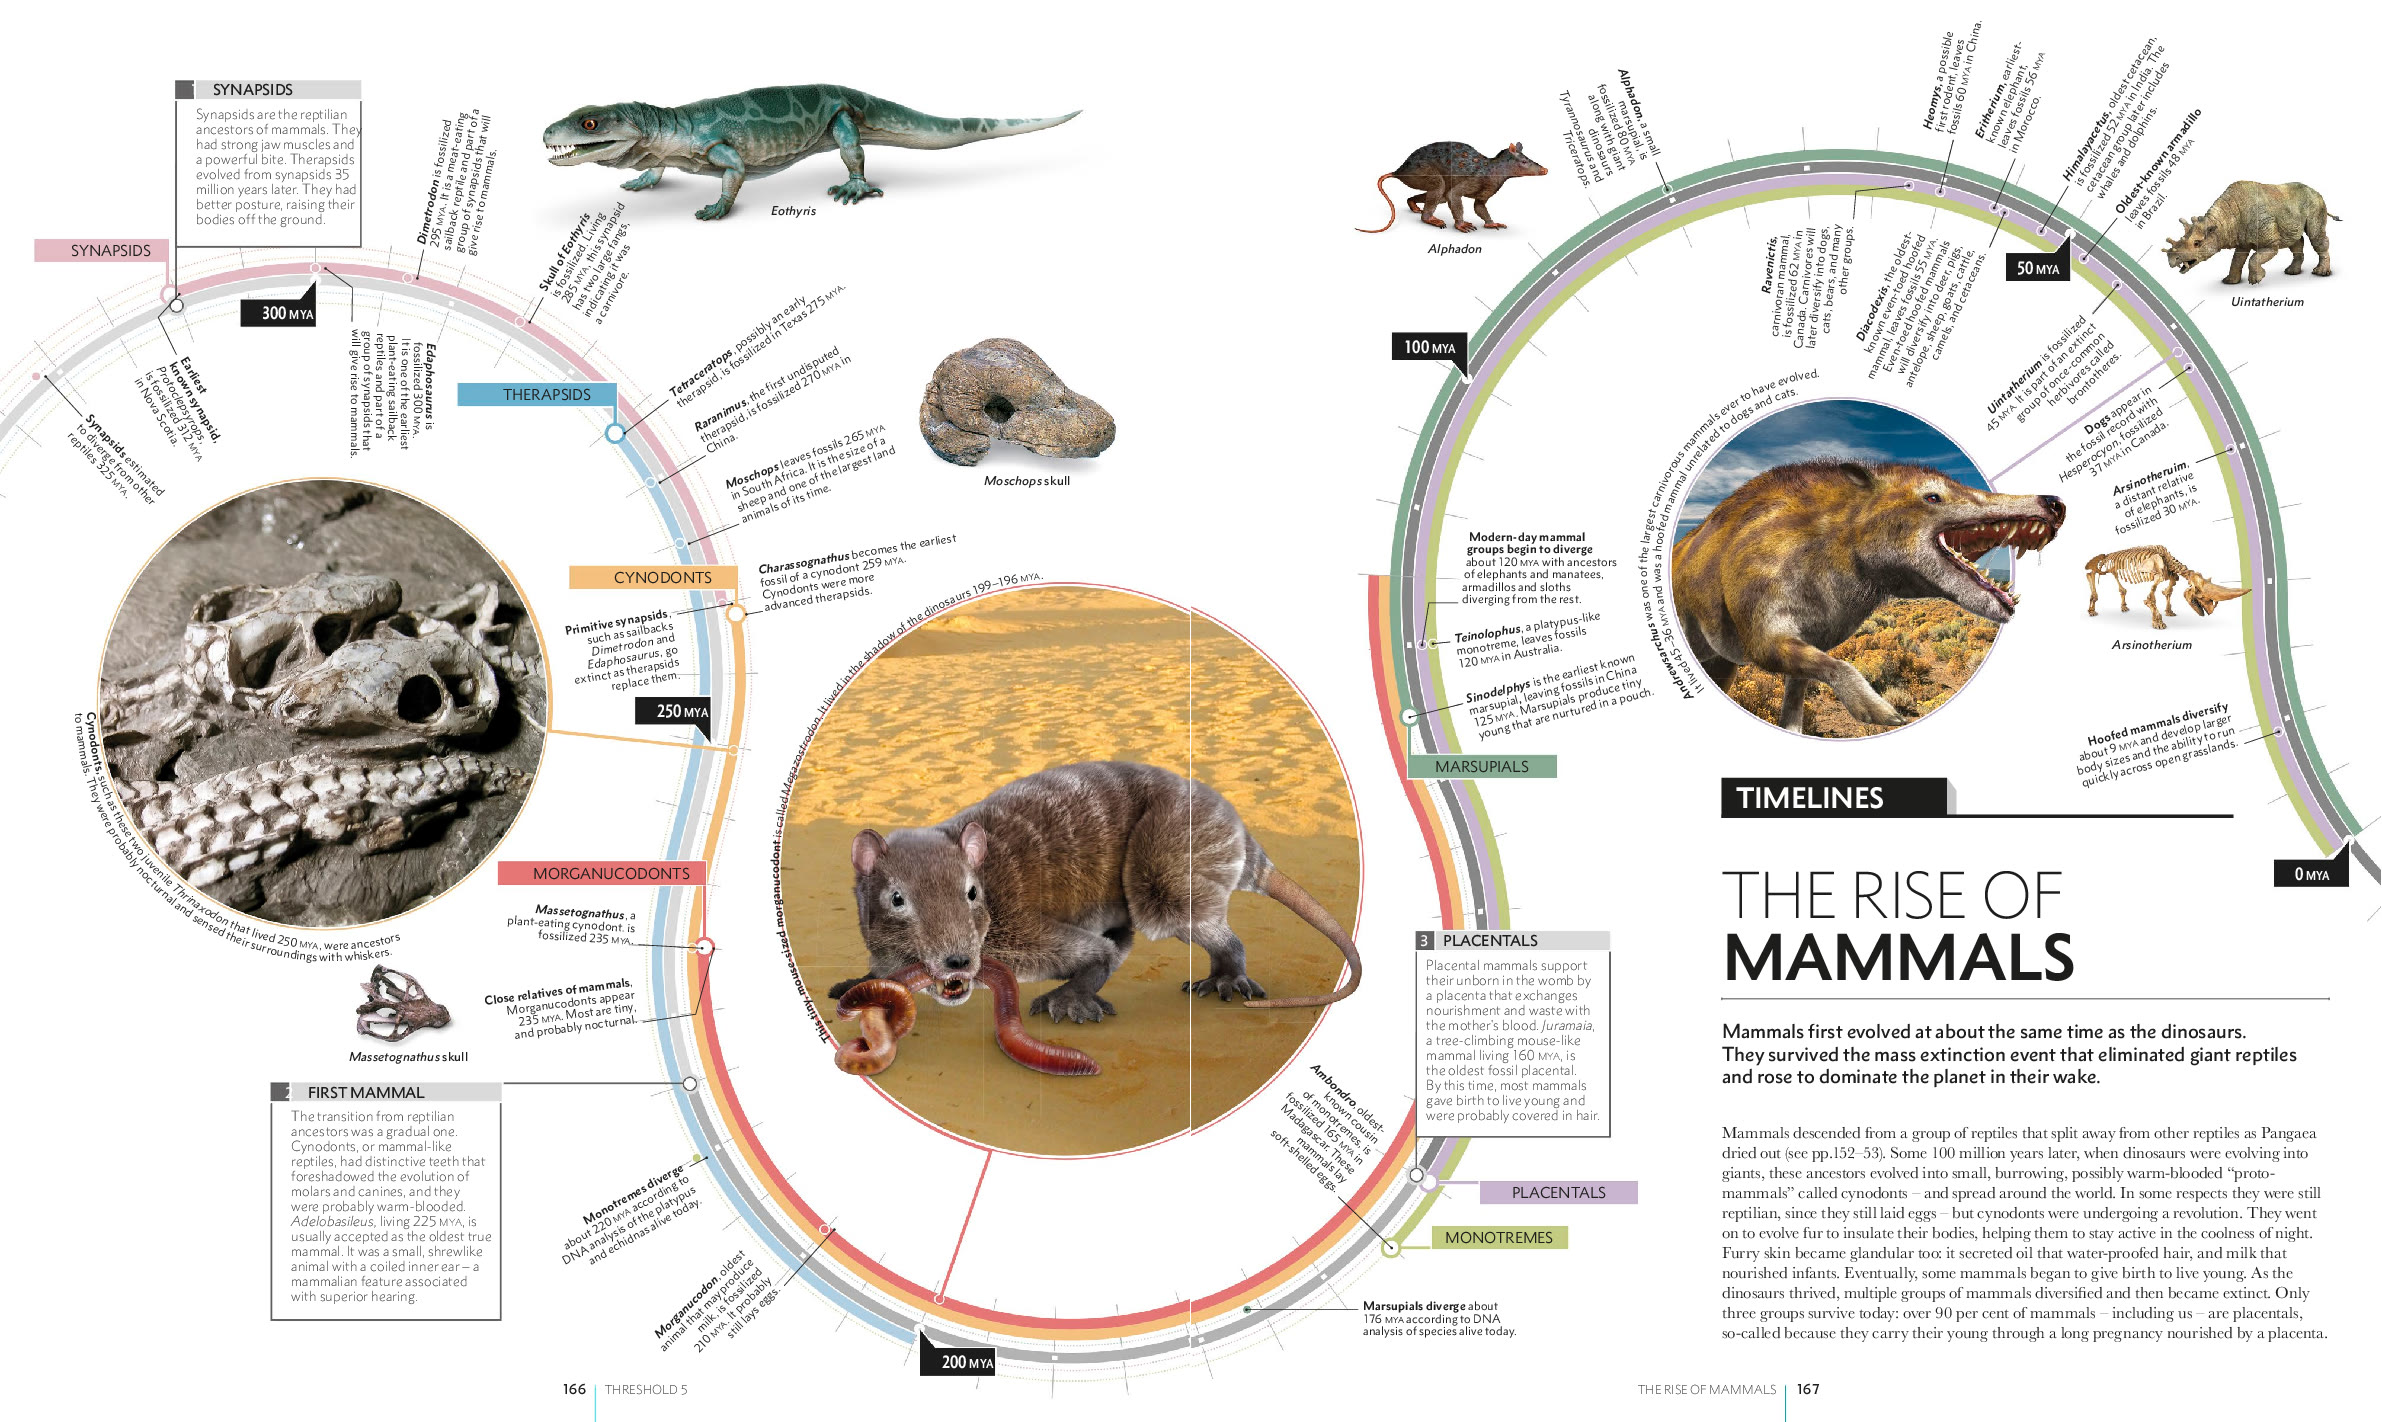 1 SYNAPSIDS
Synapsids are the reptilian
ancestors of mammals. They
had strong jaw muscles and
a powerful bite. Therapsids
evolved from synapsids 35
million years later. They had
better posture, raising their
bodies off the ground.
SYNAPSIDS
300 MYA
Synapsids estimated
to diverge from other
reptiles 325 MYA.
Earliest
known synapsid,
Protoclepsyrops,
is fossilized 312 MYA
in Nova Scotia.
Edaphosaurus is
fossilized 300 MYA.
It is one of the earliest
plant-eating sailback
reptiles and part of a
group of synapsids that
will give rise to mammals.
Dimetrodon is fossilized
295 MYA. It is a meat-eating
sailback reptile and part of a
group of synapsids that will
give rise to mammals.
Skull of Eothyris
is fossilized. Living
285 MYA, this synapsid
has two large fangs,
indicating it was
a carnivore.
Eothyris
THERAPSIDS
Tetraceratops, possibly an early
therapsid, is fossilized in Texas 275 MYA.
Raranimus, the first undisputed
therapsid, is fossilized 270 MYA in
China.
Moschops leaves fossils 265 MYA
in South Africa. It is the size of a
sheep and one of the largest land
animals of its time.
Moschops skull
CYNODONTS
Charassognathus becomes the earliest
fossil of a cynodont 259 MYA.
Cynodonts were more
advanced therapsids.
Primitive synapsids,
such as sailbacks
Dimetrodon and
Edaphosaurus, go
extinct as therapsids
replace them.
250 MYA
Cynodonts, such as these two juvenile Thrinaxodon that lived 250 MYA, were ancestors
to mammals. They were probably nocturnal and sensed their surroundings with whiskers.
MORGANUCODONTS
Massetognathus, a
plant-eating cynodont. is
fossilized 235 MYA.
Close relatives of mammals,
Morganucodonts appear
235 MYA. Most are tiny,
and probably nocturnal.
Massetognathus skull
2 FIRST MAMMAL
The transition from reptilian
ancestors was a gradual one.
Cynodonts, or mammal-like
reptiles, had distinctive teeth that
foreshadowed the evolution of
molars and canines, and they
were probably warm-blooded.
Adelobasileus, living 225 MYA, is
usually accepted as the oldest true
mammal. It was a small, shrewlike
animal with a coiled inner ear – a
mammalian feature associated
with superior hearing.
Monotremes diverge
about 220 MYA according to
DNA analysis of the platypus
and echidnas alive today.
Morganucodon, oldest
animal that may produce
milk, is fossilized
210 MYA. It probably
still lays eggs.
200 MYA
This tiny, mouse-sized morganucodont is called Megazostrodon. It lived in the shadow of the dinosaurs 199–196 MYA.
Marsupials diverge about
176 MYA according to DNA
analysis of species alive today.
Ambondro, oldest-
known cousin
of monotremes, is
fossilized 165 MYA in
Madagascar. These
mammals lay
soft-shelled eggs.
MONOTREMES
PLACENTALS
3 PLACENTALS
Placental mammals support
their unborn in the womb by
a placenta that exchanges
nourishment and waste with
the mother's blood. Juramaia,
a tree-climbing mouse-like
mammal living 160 MYA, is
the oldest fossil placental.
By this time, most mammals
gave birth to live young and
were probably covered in hair.
MARSUPIALS
Sinodelphys is the earliest known
marsupial, leaving fossils in China
125 MYA. Marsupials produce tiny
young that are nurtured in a pouch.
Teinolophus, a platypus-like
monotreme, leaves fossils
120 MYA in Australia.
Modern-day mammal
groups begin to diverge
about 120 MYA with ancestors
of elephants and manatees,
armadillos and sloths
diverging from the rest.
100 MYA
Alphadon
Alphadon, a small
marsupial, is
fossilized 80 MYA
along with giant
dinosaurs
Tyrannosaurus and
Triceratops.
Ravenictis,
carnivoran mammal,
is fossilized 62 MYA in
Canada. Carnivores will
later diversify into dogs,
cats, bears, and many
other groups.
Heomys, a possible
first rodent, leaves
fossils 60 MYA in China.
Eritherium, earliest-
known elephant,
leaves fossils 56 MYA
in Morocco.
Diacodexis, the oldest-
known even-toed hoofed
mammal, leaves fossils 55 MYA.
Even-toed hoofed mammals
will diversify into deer, pigs,
antelope, sheep, goats, cattle,
camels, and cetaceans.
Himalayacetus, oldest cetacean,
is fossilized 52 MYA in India. The
cetacean group later includes
whales and dolphins.
50 MYA
Oldest-known armadillo
leaves fossils 48 MYA
in Brazil.
Uintatherium
Uintatherium is fossilized
45 MYA. It is part of an extinct
group of once-common
herbivores called
brontotheres.
Andrewsarchus was one of the largest carnivorous mammals ever to have evolved.
It lived 45–36 MYA and was a hoofed mammal unrelated to dogs and cats.
Dogs appear in
the fossil record with
Hesperocyon, fossilized
37 MYA in Canada.
Arsinotheruim,
a distant relative
of elephants, is
fossilized 30 MYA.
Arsinotherium
Hoofed mammals diversify
about 9 MYA and develop larger
body sizes and the ability to run
quickly across open grasslands.
0 MYA
TIMELINES
THE RISE OF
MAMMALS
Mammals first evolved at about the same time as the dinosaurs.
They survived the mass extinction event that eliminated giant reptiles
and rose to dominate the planet in their wake.
Mammals descended from a group of reptiles that split away from other reptiles as Pangaea
dried out (see pp.152–53). Some 100 million years later, when dinosaurs were evolving into
giants, these ancestors evolved into small, burrowing, possibly warm-blooded “proto-
mammals” called cynodonts – and spread around the world. In some respects they were still
reptilian, since they still laid eggs – but cynodonts were undergoing a revolution. They went
on to evolve fur to insulate their bodies, helping them to stay active in the coolness of night.
Furry skin became glandular too: it secreted oil that water-proofed hair, and milk that
nourished infants. Eventually, some mammals began to give birth to live young. As the
dinosaurs thrived, multiple groups of mammals diversified and then became extinct. Only
three groups survive today: over 90 per cent of mammals – including us – are placentals,
so-called because they carry their young through a long pregnancy nourished by a placenta.
166 THRESHOLD 5
THE RISE OF MAMMALS 167